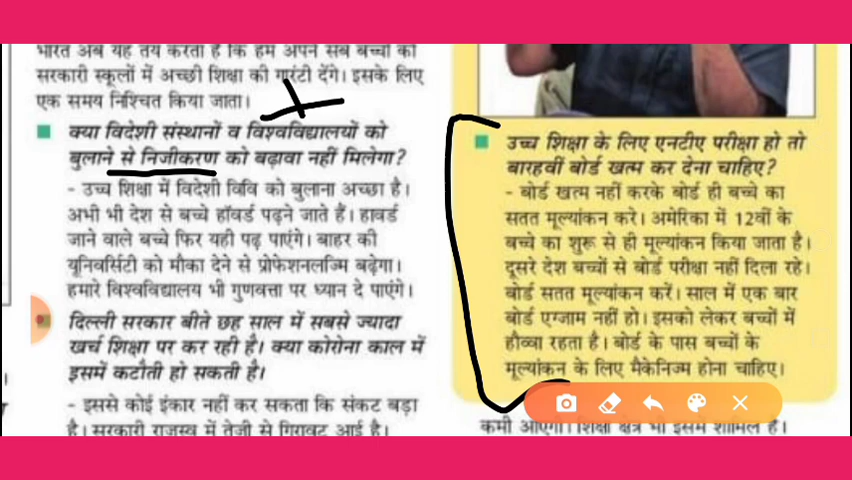 भारत अब यह तय करता है कि हम अपने सब बच्चों को
सरकारी स्कूलों में अच्छी शिक्षा की गारंटी देंगे। इसके लिए
एक समय निश्चित किया जाता।
क्या विदेशी संस्थानों व विश्वविद्यालयों को
बुलाने से निजीकरण को बढ़ावा नहीं मिलेगा?
- उच्च शिक्षा में विदेशी विवि को बुलाना अच्छा है।
अभी भी देश से बच्चे हॉवर्ड पढ़ने जाते हैं। हावर्ड
जाने वाले बच्चे फिर यही पढ़ पाएंगे। बाहर की
यूनिवर्सिटी को मौका देने से प्रोफेशनलज्मि बढ़ेगा।
हमारे विश्वविद्यालय भी गुणवत्ता पर ध्यान दे पाएंगे।
दिल्ली सरकार बीते छह साल में सबसे ज्यादा
खर्च शिक्षा पर कर रही है। क्या कोरोना काल में
इसमें कटौती हो सकती है।
- इससे कोई इंकार नहीं कर सकता कि संकट बड़ा
है। सरकारी राजस्व में तेजी से गिरावट आई है।
उच्च शिक्षा के लिए एनटीए परीक्षा हो तो
बारहवीं बोर्ड खत्म कर देना चाहिए?
- बोर्ड खत्म नहीं करके बोर्ड ही बच्चे का
सतत मूल्यांकन करे। अमेरिका में 12वीं के
बच्चे का शुरू से ही मूल्यांकन किया जाता है।
दूसरे देश बच्चों से बोर्ड परीक्षा नहीं दिला रहे।
बोर्ड सतत मूल्यांकन करें। साल में एक बार
बोर्ड एग्जाम नहीं हो। इसको लेकर बच्चों में
हौव्वा रहता है। बोर्ड के पास बच्चों के
मूल्यांकन के लिए मैकेनिज्म होना चाहिए।
कमी आएगी। शिक्षा क्षेत्र भी इसमें शामिल है।